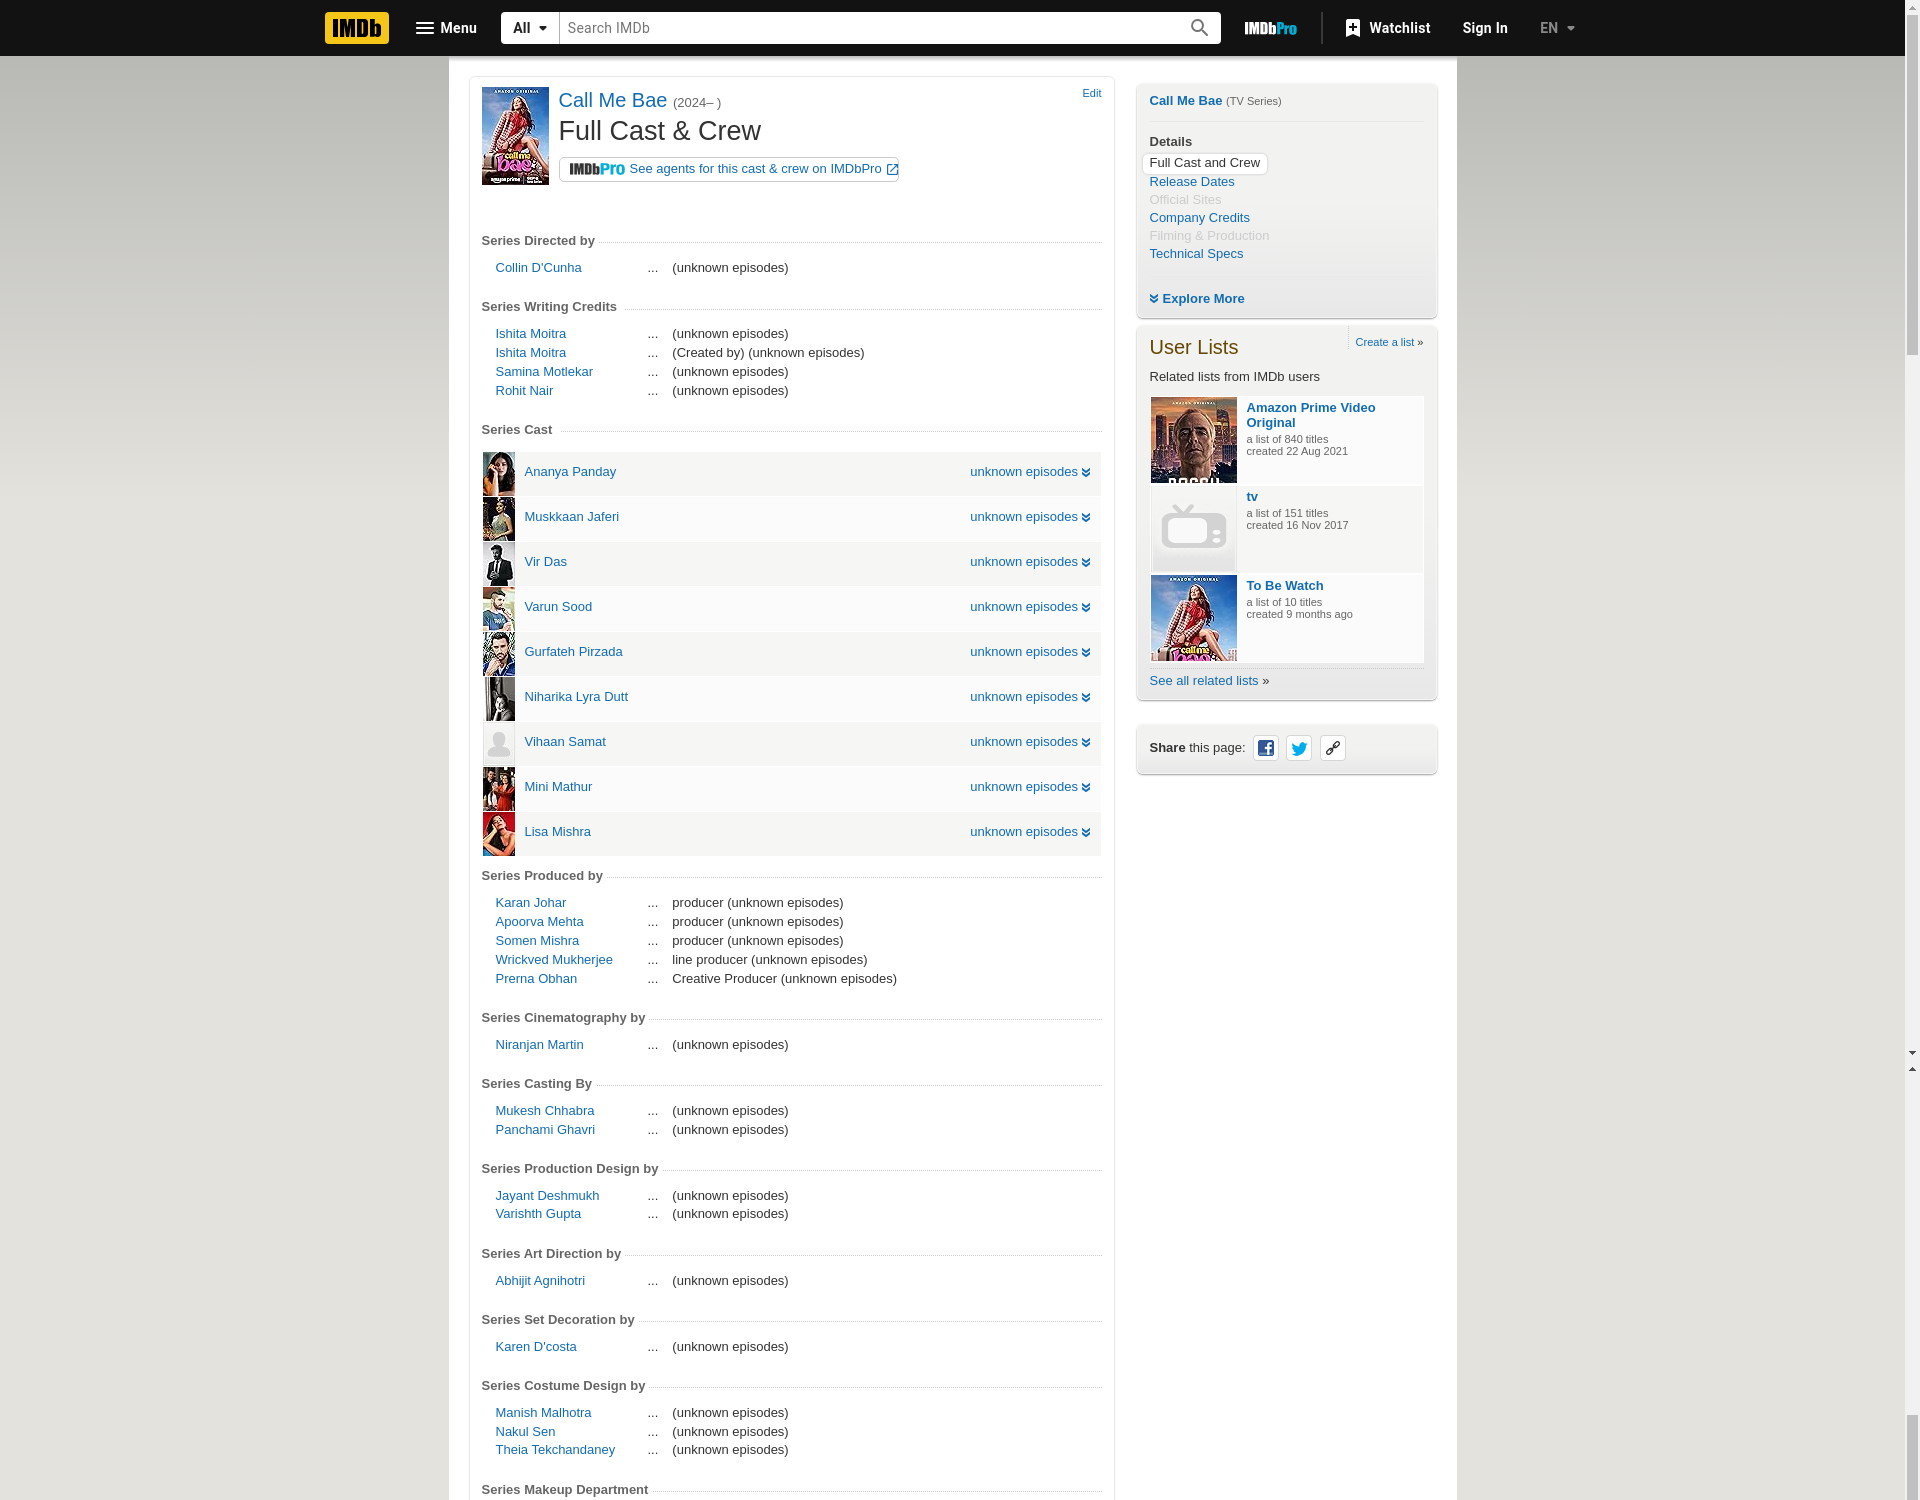 IMDb
Menu
All
Search IMDb
IMDbPro
Watchlist
Sign In
EN
AMAZON ORIGINAL
call me
bae
Call Me Bae (2024– )
Edit
Full Cast & Crew
IMDbPro See agents for this cast & crew on IMDbPro
Series Directed by
Collin D'Cunha ... (unknown episodes)
Series Writing Credits
Ishita Moitra ... (unknown episodes)
Ishita Moitra ... (Created by) (unknown episodes)
Samina Motlekar ... (unknown episodes)
Rohit Nair ... (unknown episodes)
Series Cast
Ananya Panday unknown episodes
Muskkaan Jaferi unknown episodes
Vir Das unknown episodes
Varun Sood unknown episodes
Gurfateh Pirzada unknown episodes
Niharika Lyra Dutt unknown episodes
Vihaan Samat unknown episodes
Mini Mathur unknown episodes
Lisa Mishra unknown episodes
Series Produced by
Karan Johar ... producer (unknown episodes)
Apoorva Mehta ... producer (unknown episodes)
Somen Mishra ... producer (unknown episodes)
Wrickved Mukherjee ... line producer (unknown episodes)
Prerna Obhan ... Creative Producer (unknown episodes)
Series Cinematography by
Niranjan Martin ... (unknown episodes)
Series Casting By
Mukesh Chhabra ... (unknown episodes)
Panchami Ghavri ... (unknown episodes)
Series Production Design by
Jayant Deshmukh ... (unknown episodes)
Varishth Gupta ... (unknown episodes)
Series Art Direction by
Abhijit Agnihotri ... (unknown episodes)
Series Set Decoration by
Karen D'costa ... (unknown episodes)
Series Costume Design by
Manish Malhotra ... (unknown episodes)
Nakul Sen ... (unknown episodes)
Theia Tekchandaney ... (unknown episodes)
Series Makeup Department
Call Me Bae (TV Series)
Details
Full Cast and Crew
Release Dates
Official Sites
Company Credits
Filming & Production
Technical Specs
Explore More
User Lists
Create a list »
Related lists from IMDb users
AMAZON ORIGINAL
Amazon Prime Video
Original
a list of 840 titles
created 22 Aug 2021
tv
a list of 151 titles
created 16 Nov 2017
AMAZON ORIGINAL
call me
bae
To Be Watch
a list of 10 titles
created 9 months ago
See all related lists »
Share this page: